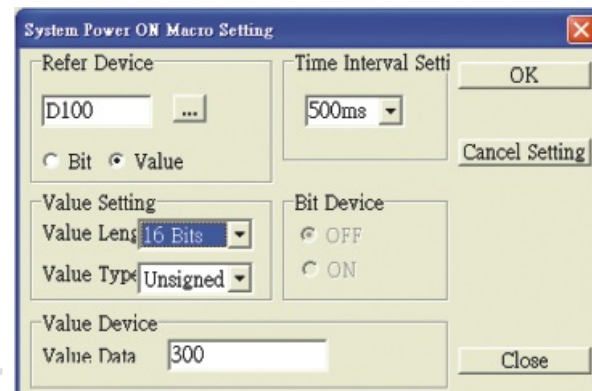 System Power ON Macro Setting
Refer Device
D100
...
Bit
Value
Time Interval Setti
500ms
OK
Cancel Setting
Value Setting
Value Leng
16 Bits
Value Type
Unsigned
Bit Device
OFF
ON
Value Device
Value Data
300
Close